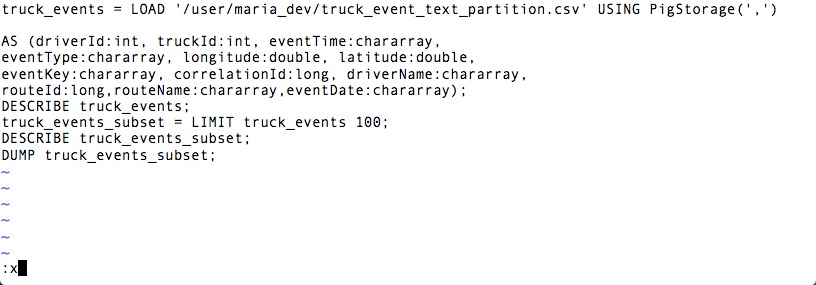 truck_events = LOAD '/user/maria_dev/truck_event_text_partition.csv' USING PigStorage(',')
AS (driverId:int, truckId:int, eventTime:chararray,
eventType:chararray, longitude:double, latitude:double,
eventKey:chararray, correlationId:long, driverName:chararray,
routeId:long,routeName:chararray,eventDate:chararray);
DESCRIBE truck_events;
truck_events_subset = LIMIT truck_events 100;
DESCRIBE truck_events_subset;
DUMP truck_events_subset;
~
~
~
~
~
~
:x